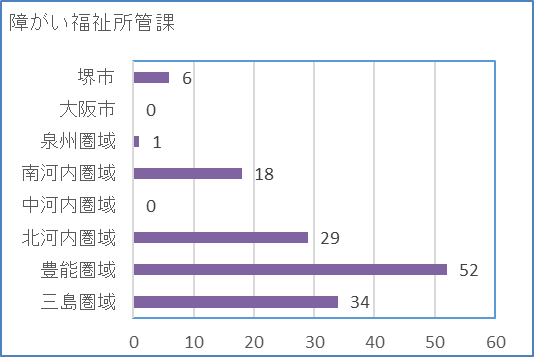 障がい福祉所管課
堺市 6
大阪市 0
泉州圏域 1
南河内圏域 18
中河内圏域 0
北河内圏域 29
豊能圏域 52
三島圏域 34
0 10 20 30 40 50 60